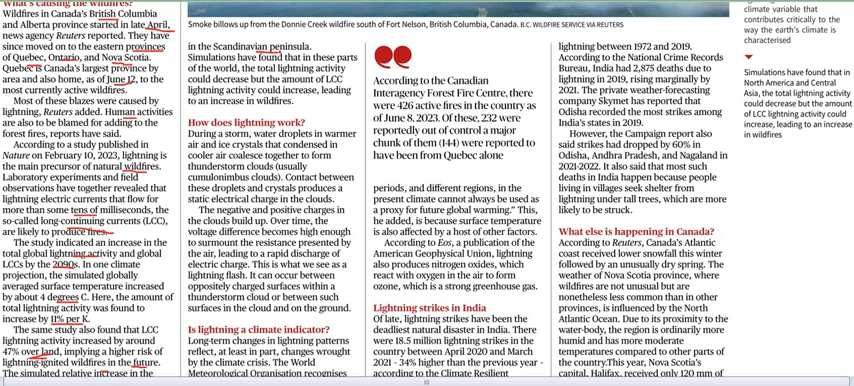 What's causing the wildfires?
Wildfires in Canada's British Columbia
and Alberta province started in late April,
news agency Reuters reported. They have
since moved on to the eastern provinces
of Quebec, Ontario, and Nova Scotia.
Quebec is Canada's largest province by
area and also home, as of June 12, to the
most currently active wildfires.
Most of these blazes were caused by
lightning, Reuters added. Human activities
are also to be blamed for adding to the
forest fires, reports have said.
According to a study published in
Nature on February 10, 2023, lightning is
the main precursor of natural wildfires.
Laboratory experiments and field
observations have together revealed that
lightning electric currents that flow for
more than some tens of milliseconds, the
so-called long-continuing currents (LCC),
are likely to produce fires.
The study indicated an increase in the
total global lightning activity and global
LCCs by the 2090s. In one climate
projection, the simulated globally
averaged surface temperature increased
by about 4 degrees C. Here, the amount of
total lightning activity was found to
increase by 11% per K.
The same study also found that LCC
lightning activity increased by around
47% over land, implying a higher risk of
lightning-ignited wildfires in the future.
The simulated relative increase in the
Smoke billows up from the Donnie Creek wildfire south of Fort Nelson, British Columbia, Canada. B.C. WILDFIRE SERVICE VIA REUTERS
in the Scandinavian peninsula.
Simulations have found that in these parts
of the world, the total lightning activity
could decrease but the amount of LCC
lightning activity could increase, leading
to an increase in wildfires.
How does lightning work?
During a storm, water droplets in warmer
air and ice crystals that condensed in
cooler air coalesce together to form
thunderstorm clouds (usually
cumulonimbus clouds). Contact between
these droplets and crystals produces a
static electrical charge in the clouds.
The negative and positive charges in
the clouds build up. Over time, the
voltage difference becomes high enough
to surmount the resistance presented by
the air, leading to a rapid discharge of
electric charge. This is what we see as a
lightning flash. It can occur between
oppositely charged surfaces within a
thunderstorm cloud or between such
surfaces in the cloud and on the ground.
Is lightning a climate indicator?
Long-term changes in lightning patterns
reflect, at least in part, changes wrought
by the climate crisis. The World
Meteorological Organisation recognises
According to the Canadian
Interagency Forest Fire Centre, there
were 426 active fires in the country as
of June 8, 2023. Of these, 232 were
reportedly out of control a major
chunk of them (144) were reported to
have been from Quebec alone
periods, and different regions, in the
present climate cannot always be used as
a proxy for future global warming." This,
he added, is because surface temperature
is also affected by a host of other factors.
According to Eos, a publication of the
American Geophysical Union, lightning
also produces nitrogen oxides, which
react with oxygen in the air to form
ozone, which is a strong greenhouse gas.
Lightning strikes in India
Of late, lightning strikes have been the
deadliest natural disaster in India. There
were 18.5 million lightning strikes in the
country between April 2020 and March
2021 – 34% higher than the previous year –
according to the Climate Resilient
lightning between 1972 and 2019.
According to the National Crime Records
Bureau, India had 2,875 deaths due to
lightning in 2019, rising marginally by
2021. The private weather-forecasting
company Skymet has reported that
Odisha recorded the most strikes among
India's states in 2019.
However, the Campaign report also
said strikes had dropped by 60% in
Odisha, Andhra Pradesh, and Nagaland in
2021-2022. It also said that most such
deaths in India happen because people
living in villages seek shelter from
lightning under tall trees, which are more
likely to be struck.
What else is happening in Canada?
According to Reuters, Canada's Atlantic
coast received lower snowfall this winter
followed by an unusually dry spring. The
weather of Nova Scotia province, where
wildfires are not unusual but are
nonetheless less common than in other
provinces, is influenced by the North
Atlantic Ocean. Due to its proximity to the
water-body, the region is ordinarily more
humid and has more moderate
temperatures compared to other parts of
the country.This year, Nova Scotia's
capital, Halifax, received only 120 mm of
climate variable that
contributes critically to the
way the earth's climate is
characterised
Simulations have found that in
North America and Central
Asia, the total lightning activity
could decrease but the amount
of LCC lightning activity could
increase, leading to an increase
in wildfires